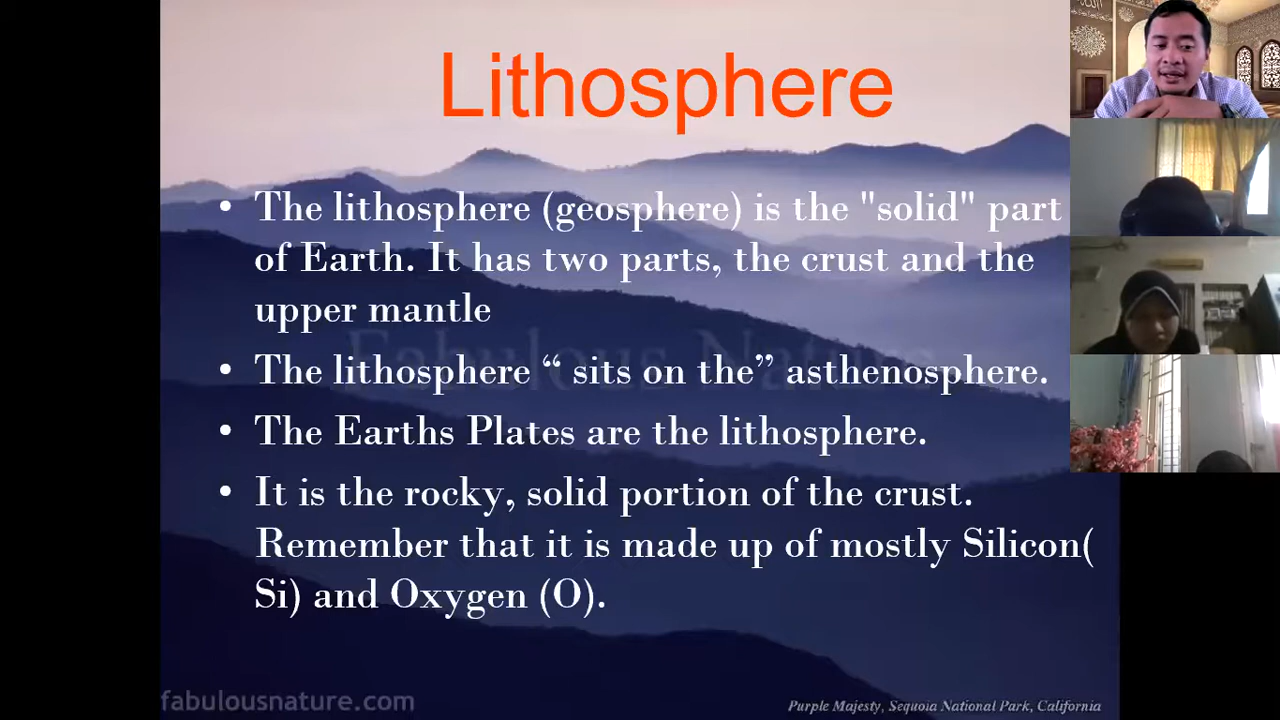 Lithosphere
• The lithosphere (geosphere) is the "solid" part
of Earth. It has two parts, the crust and the
upper mantle
• The lithosphere “ sits on the” asthenosphere.
• The Earths Plates are the lithosphere.
• It is the rocky, solid portion of the crust.
Remember that it is made up of mostly Silicon(
Si) and Oxygen (O).
Fabulous Nature
fabulousnature.com
Purple Majesty, Sequoia National Park, California